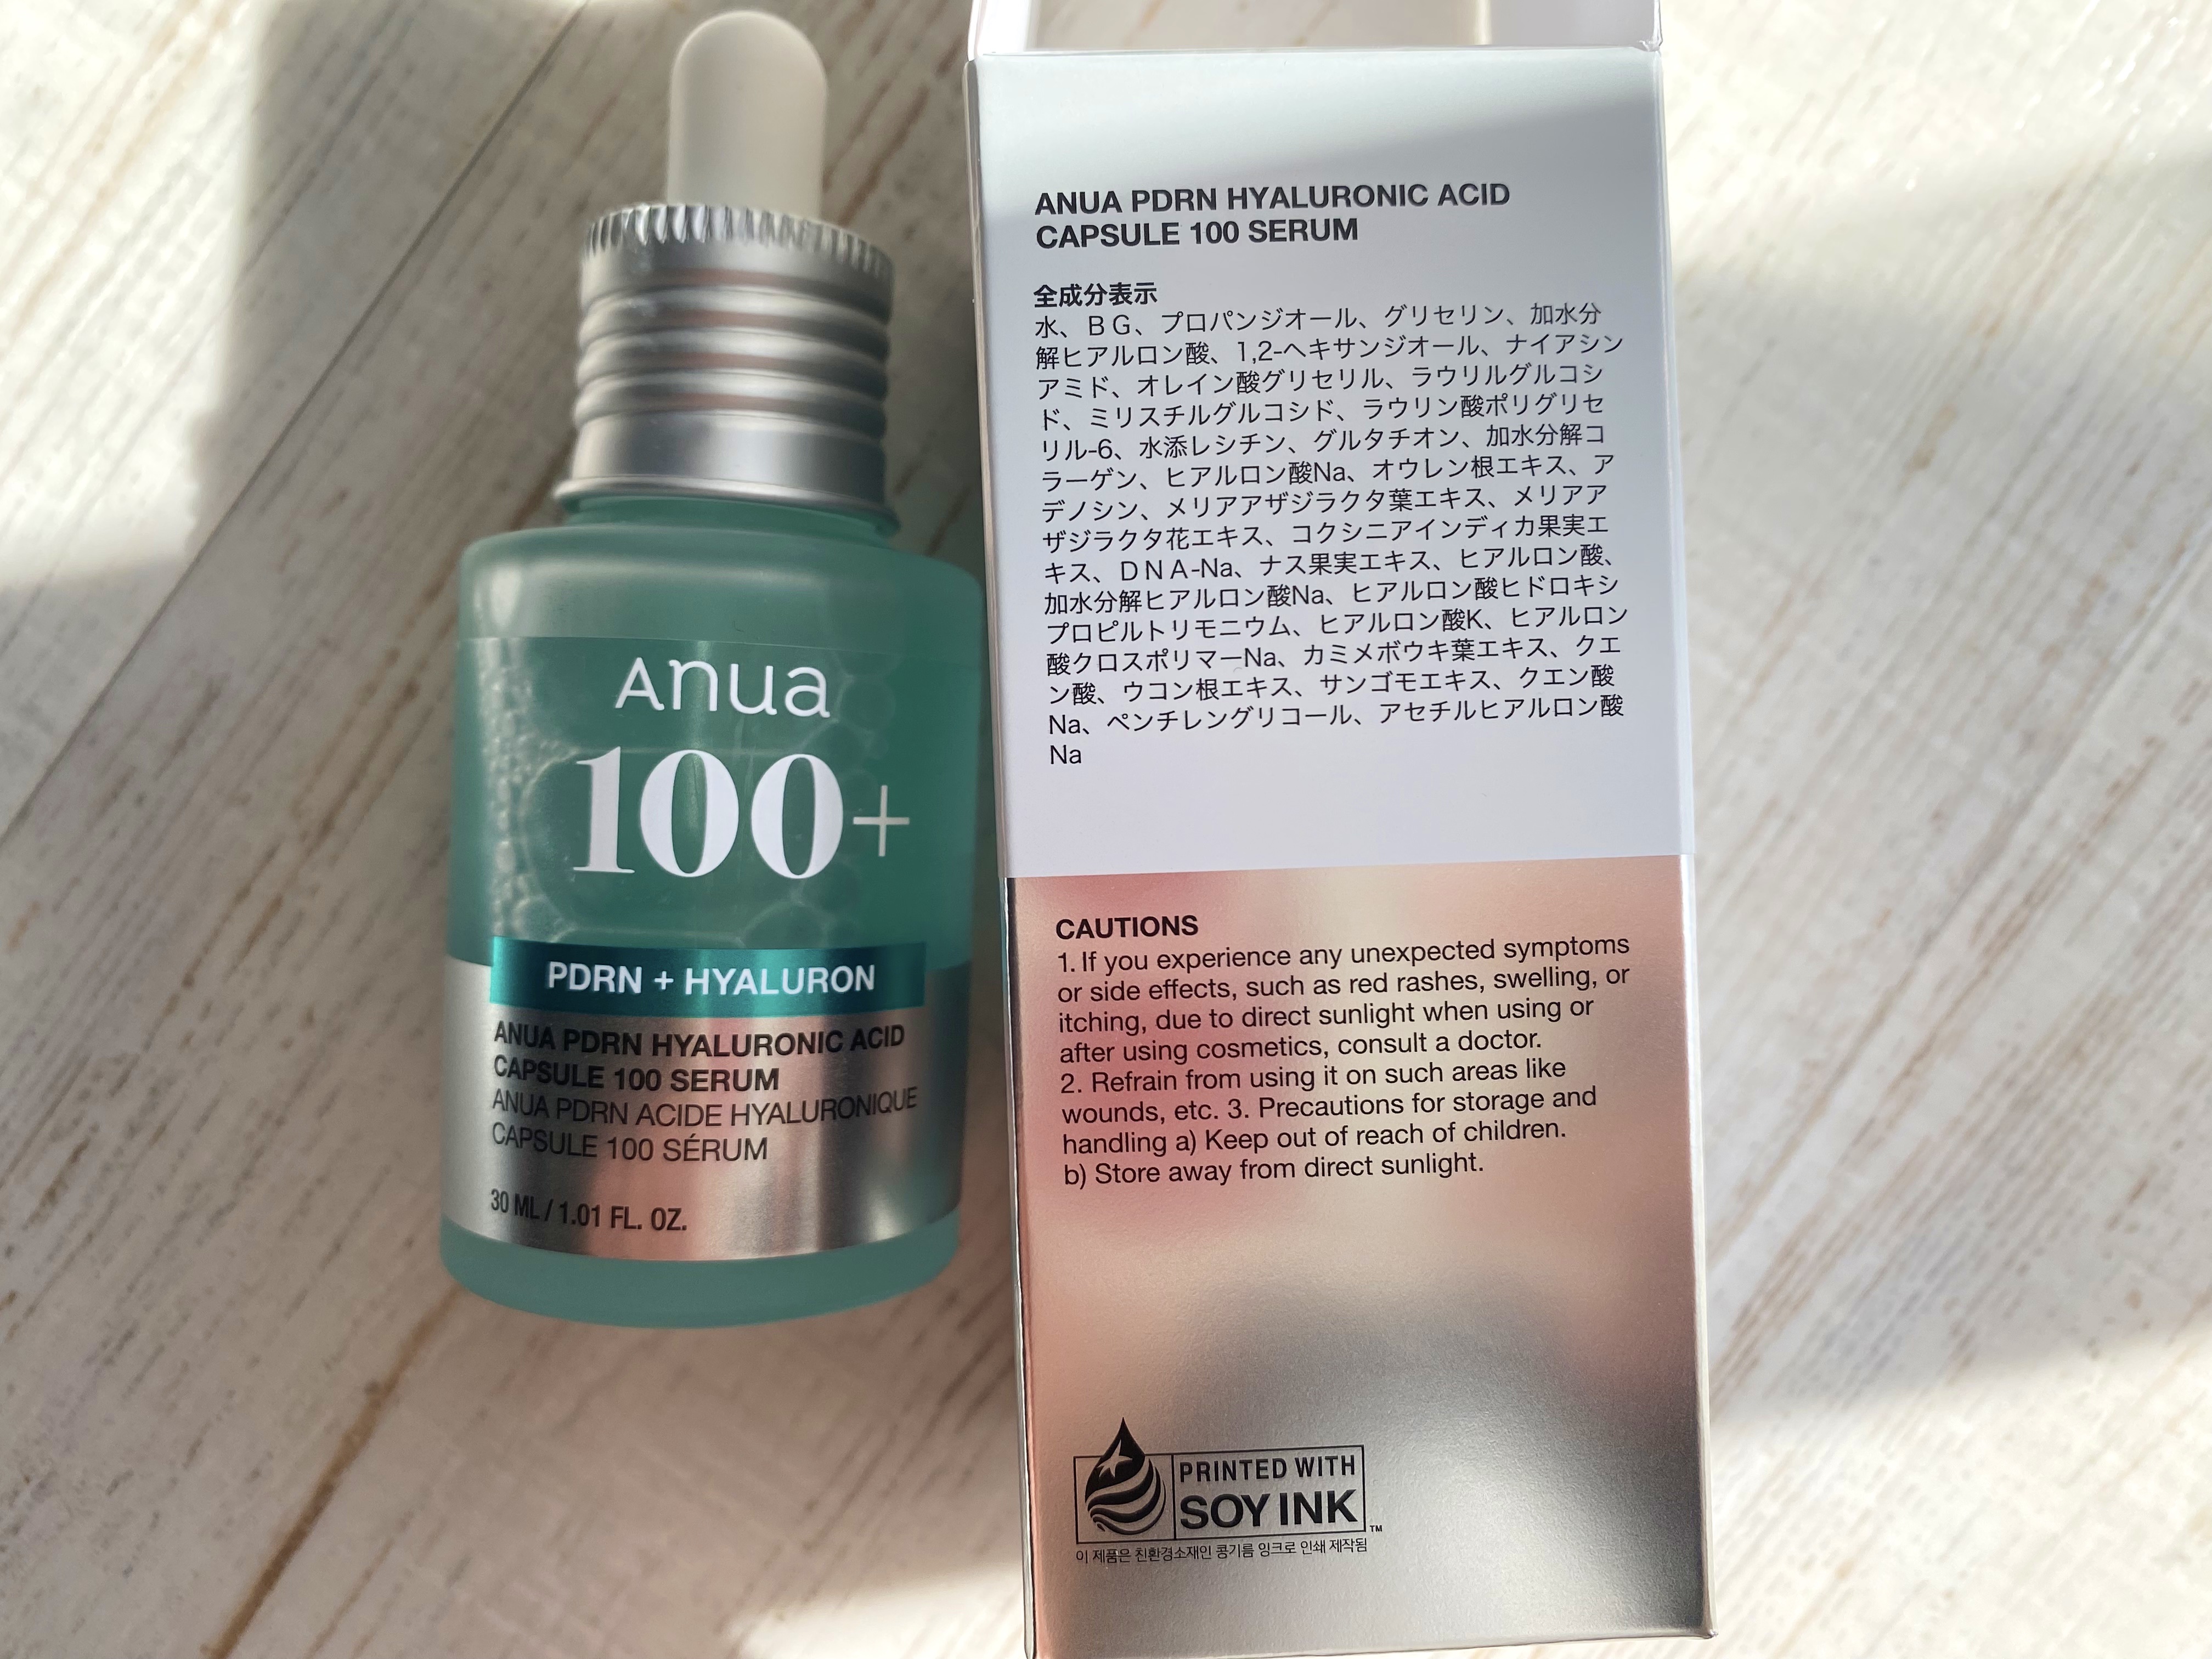 Anua
100+
PDRN + HYALURON
ANUA PDRN HYALURONIC ACID
CAPSULE 100 SERUM
ANUA PDRN ACIDE HYALURONIQUE
CAPSULE 100 SÉRUM
30 ML / 1.01 FL. OZ.
ANUA PDRN HYALURONIC ACID
CAPSULE 100 SERUM
全成分表示
水、ＢＧ、プロパンジオール、グリセリン、加水分
解ヒアルロン酸、1,2-ヘキサンジオール、ナイアシン
アミド、オレイン酸グリセリル、ラウリルグルコシ
ド、ミリスチルグルコシド、ラウリン酸ポリグリセ
リル-6、水添レシチン、グルタチオン、加水分解コ
ラーゲン、ヒアルロン酸Na、オウレン根エキス、ア
デノシン、メリアアザジラクタ葉エキス、メリアア
ザジラクタ花エキス、コクシニアインディカ果実エ
キス、ＤＮＡ-Na、ナス果実エキス、ヒアルロン酸、
加水分解ヒアルロン酸Na、ヒアルロン酸ヒドロキシ
プロピルトリモニウム、ヒアルロン酸K、ヒアルロン
酸クロスポリマーNa、カミメボウキ葉エキス、クエ
ン酸、ウコン根エキス、サンゴモエキス、クエン酸
Na、ペンチレングリコール、アセチルヒアルロン酸
Na
CAUTIONS
1. If you experience any unexpected symptoms
or side effects, such as red rashes, swelling, or
itching, due to direct sunlight when using or
after using cosmetics, consult a doctor.
2. Refrain from using it on such areas like
wounds, etc. 3. Precautions for storage and
handling a) Keep out of reach of children.
b) Store away from direct sunlight.
PRINTED WITH
SOY INK™
이 제품은 친환경소재인 콩기름 잉크로 인쇄 제작됨